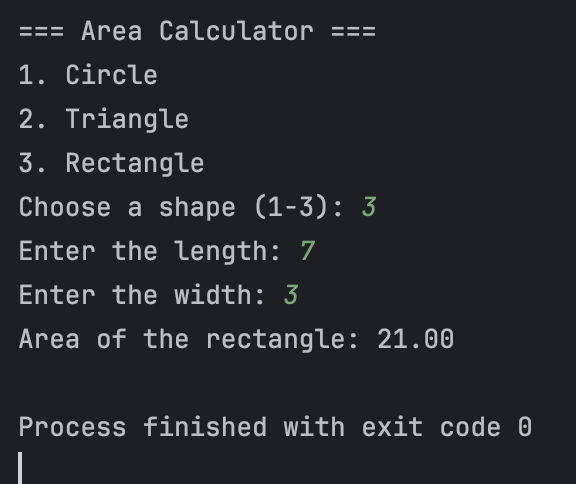 === Area Calculator ===
1. Circle
2. Triangle
3. Rectangle
Choose a shape (1-3): 3
Enter the length: 7
Enter the width: 3
Area of the rectangle: 21.00
Process finished with exit code 0